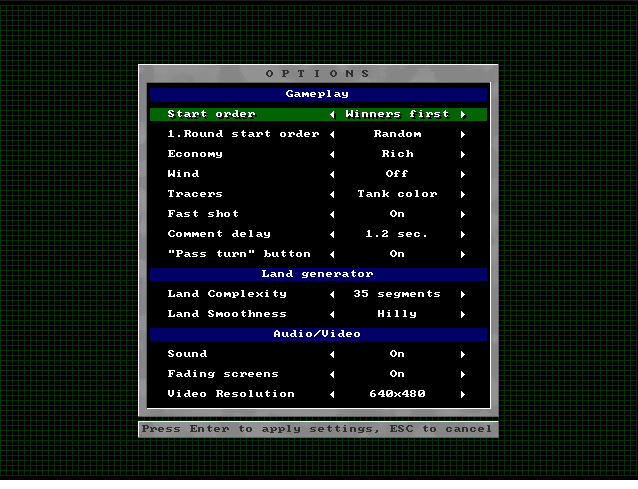 O P T I O N S
Gameplay
Start order Winners first
1.Round start order Random
Economy Rich
Wind Off
Tracers Tank color
Fast shot On
Comment delay 1.2 sec.
"Pass turn" button On
Land generator
Land Complexity 35 segments
Land Smoothness Hilly
Audio/Video
Sound On
Fading screens On
Video Resolution 640x480
Press Enter to apply settings, ESC to cancel